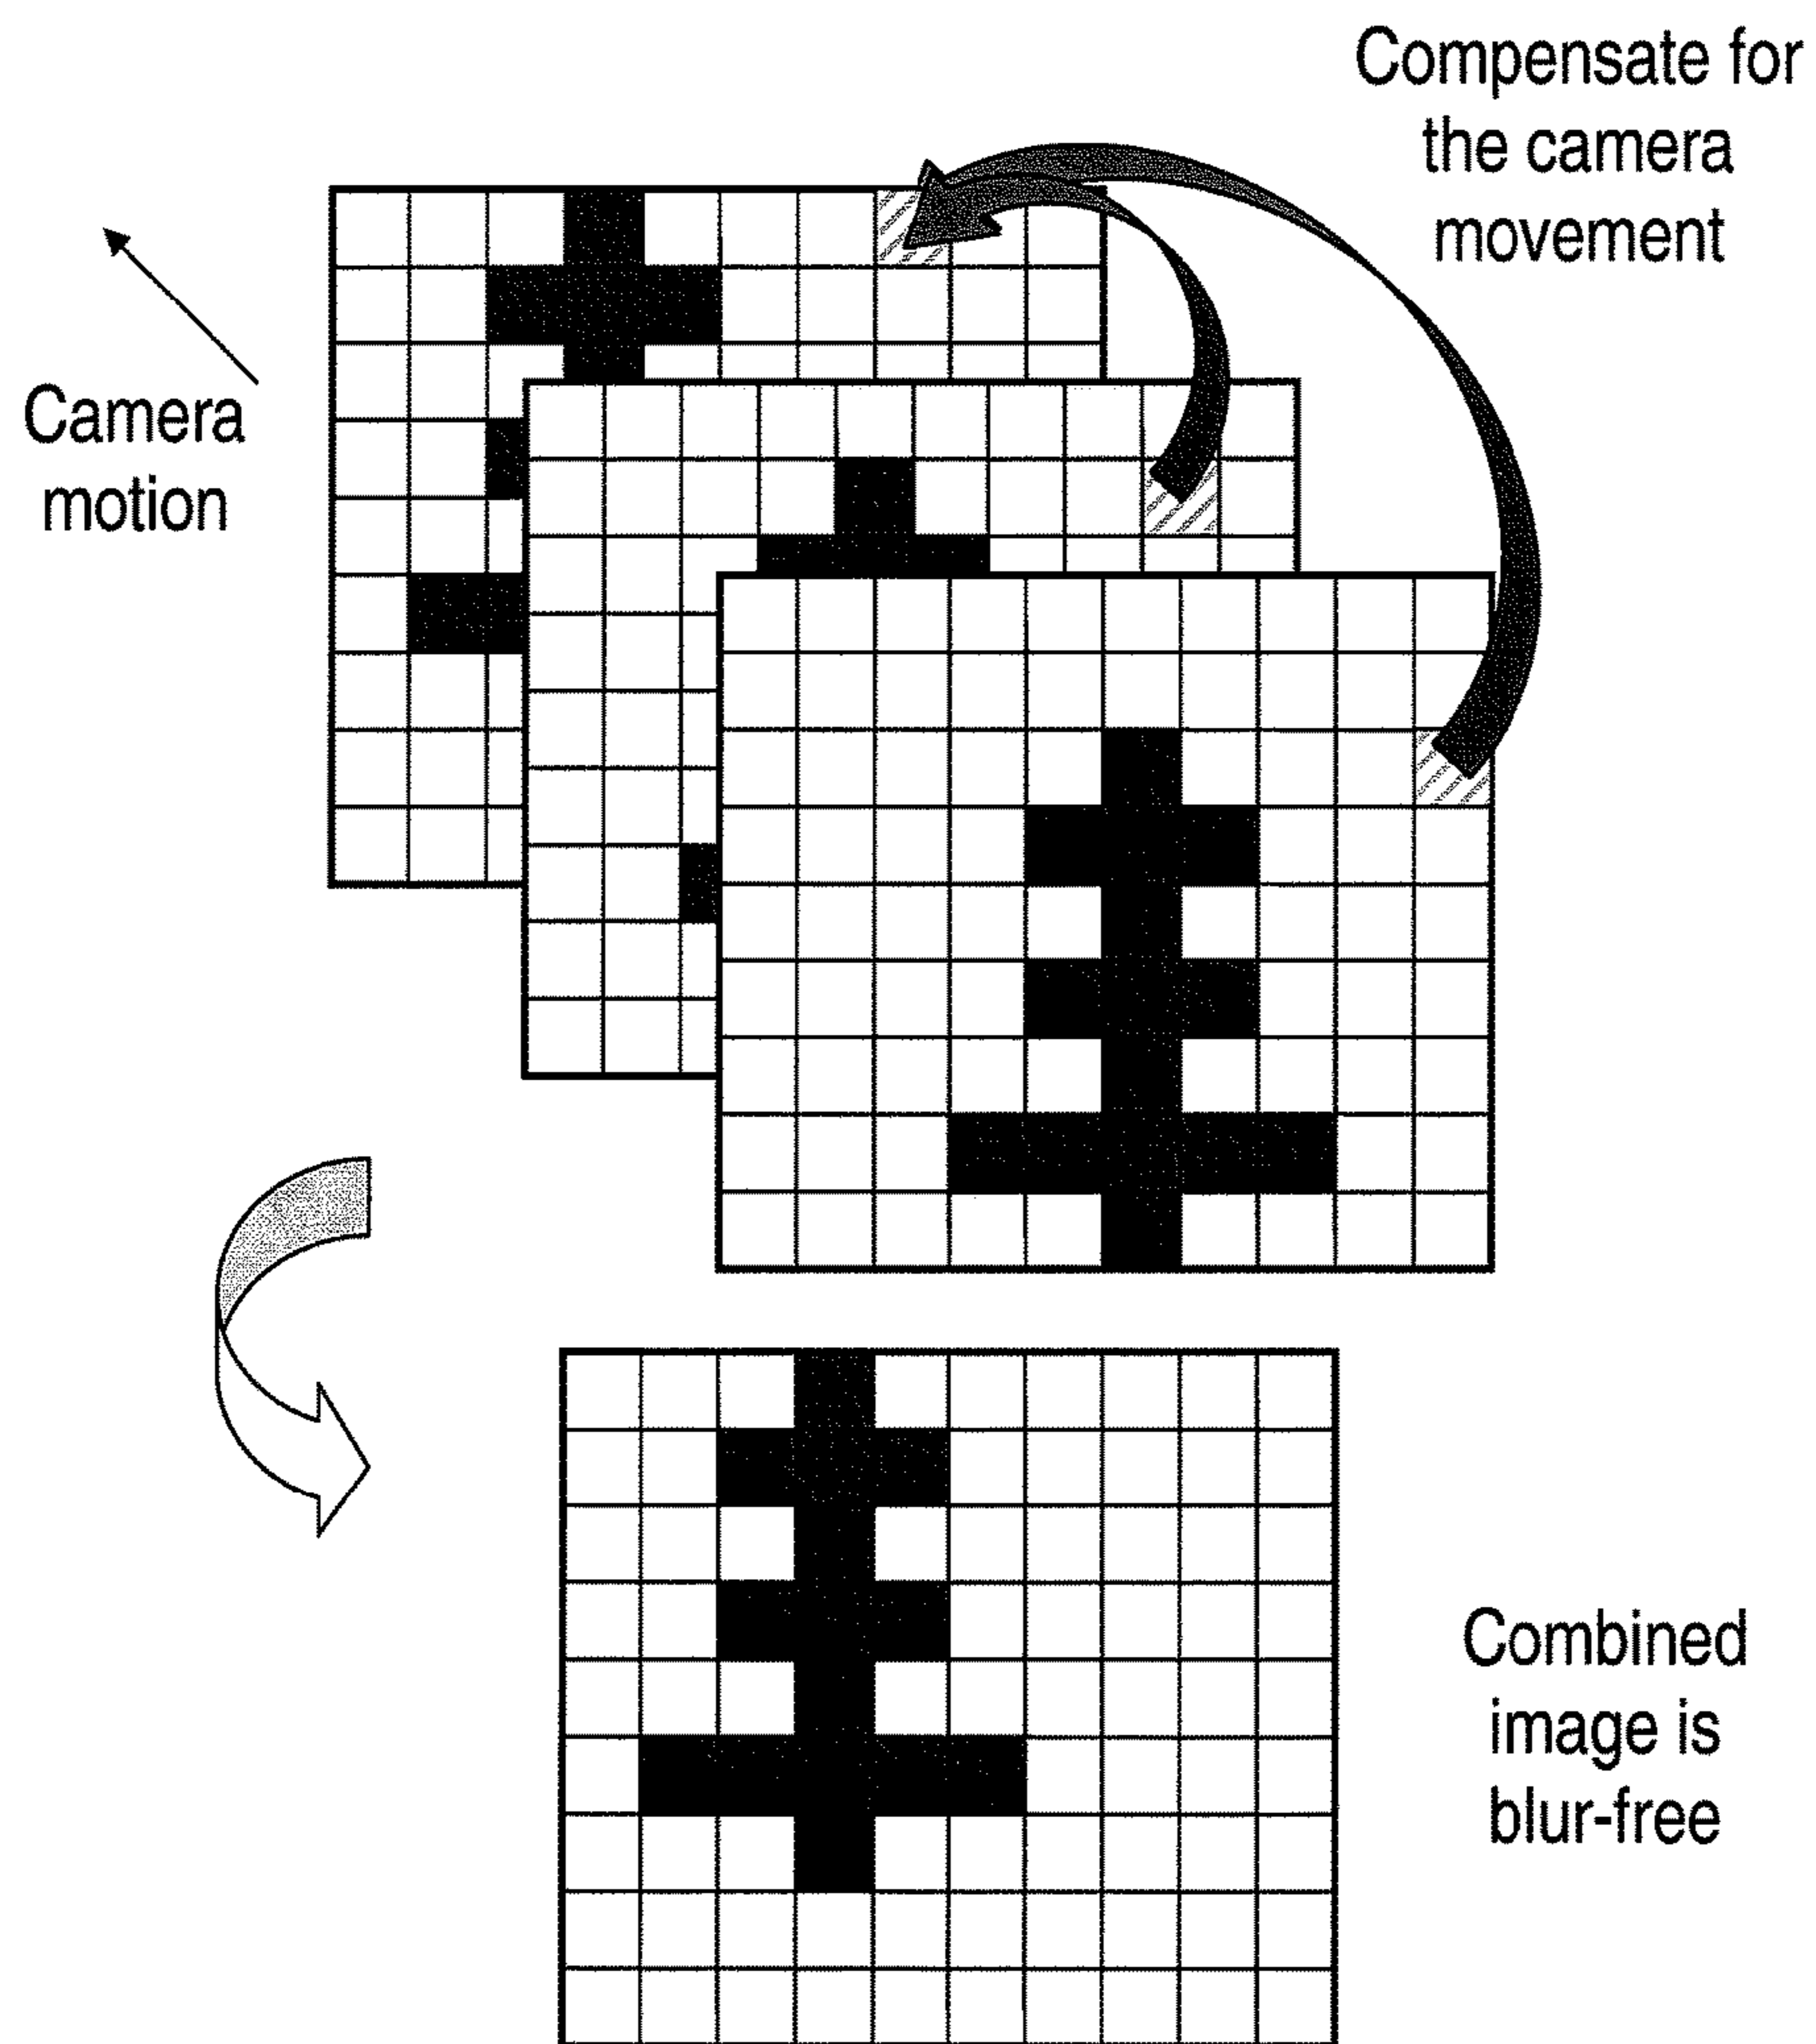 Compensate for
the camera
movement
Camera
motion
Combined
image is
blur-free